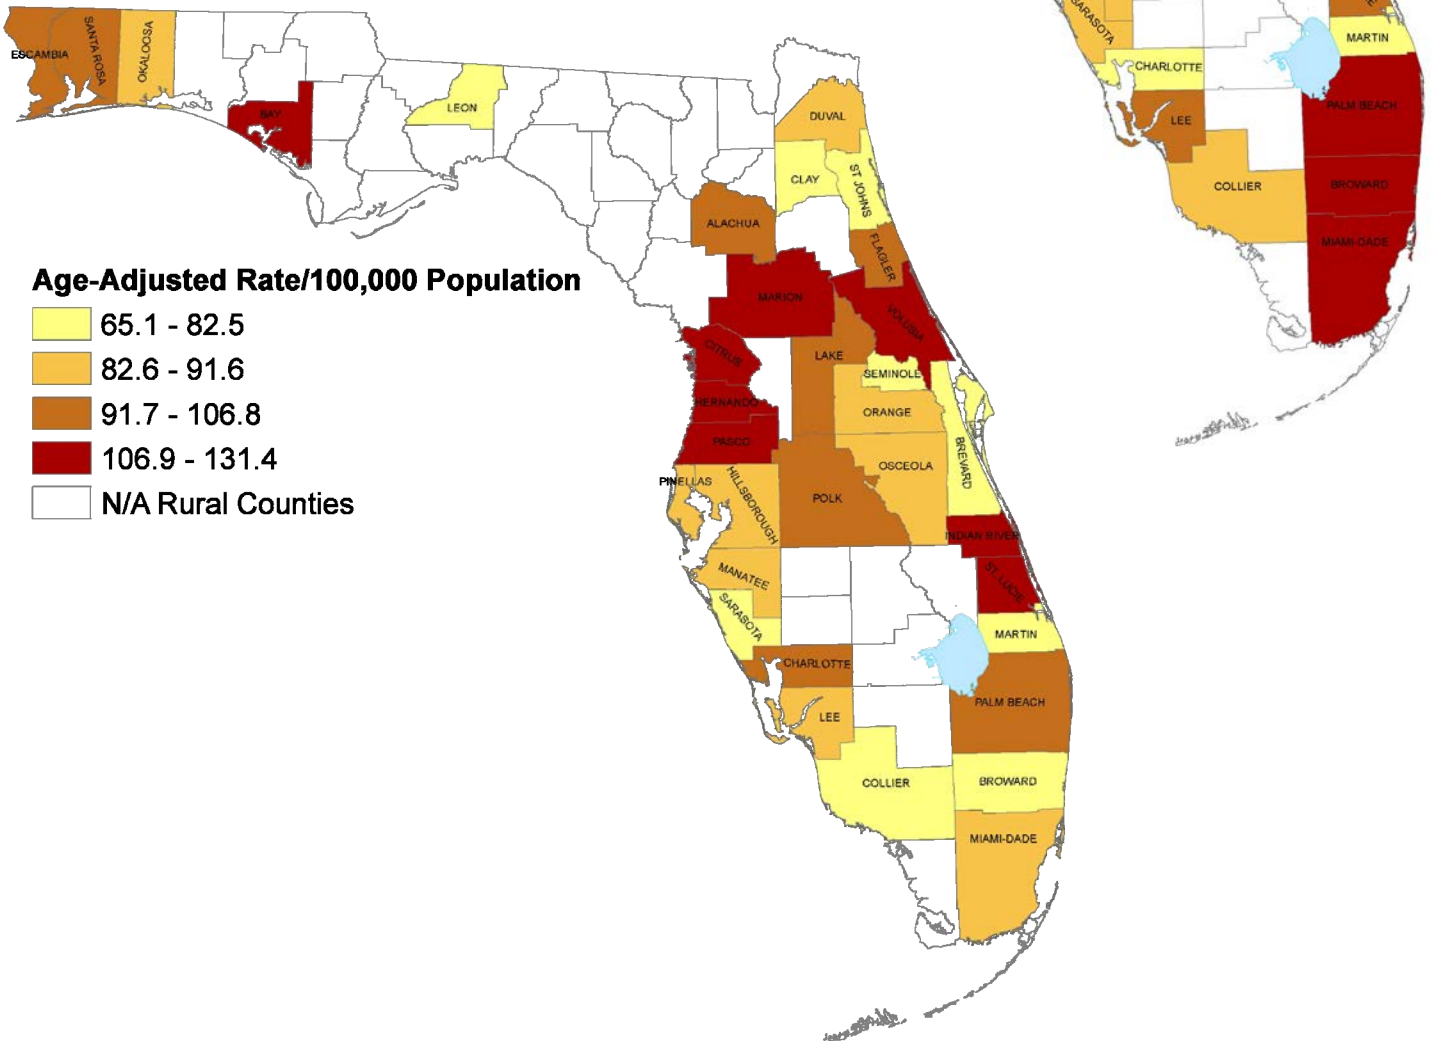 ESCAMBIA
SANTA ROSA
OKALOOSA
BAY
LEON
DUVAL
CLAY
ST. JOHNS
ALACHUA
FLAGLER
MARION
VOLUSIA
CITRUS
LAKE
SEMINOLE
HERNANDO
ORANGE
PASCO
BREVARD
OSCEOLA
PINELLAS
HILLSBOROUGH
POLK
INDIAN RIVER
MANATEE
ST. LUCIE
SARASOTA
MARTIN
CHARLOTTE
PALM BEACH
LEE
COLLIER
BROWARD
MIAMI-DADE
Age-Adjusted Rate/100,000 Population
65.1 - 82.5
82.6 - 91.6
91.7 - 106.8
106.9 - 131.4
N/A Rural Counties
SARASOTA
MARTIN
CHARLOTTE
PALM BEACH
LEE
COLLIER
BROWARD
MIAMI-DADE